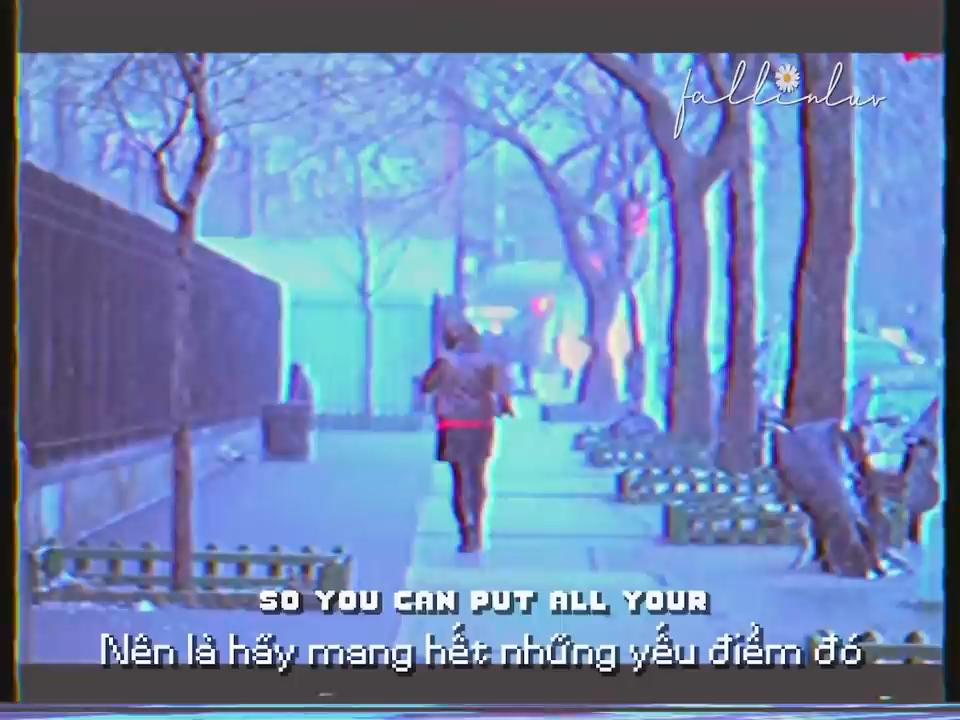 fallinluv
SO YOU CAN PUT ALL YOUR
Nên là hãy mang hết những yếu điểm đó